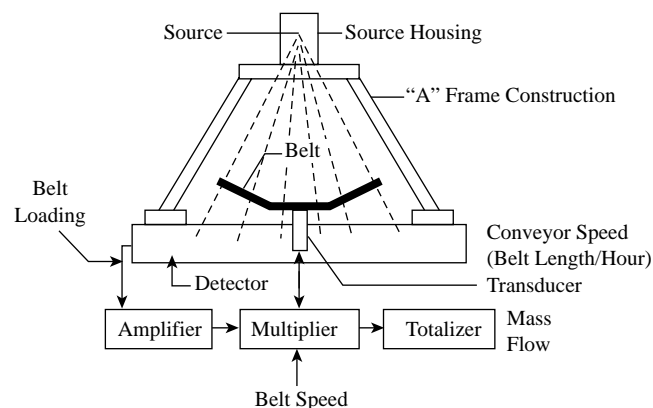 Source
Source Housing
“A” Frame Construction
Belt
Belt
Loading
Conveyor Speed
(Belt Length/Hour)
Transducer
Detector
Amplifier
Multiplier
Totalizer
Mass
Flow
Belt Speed